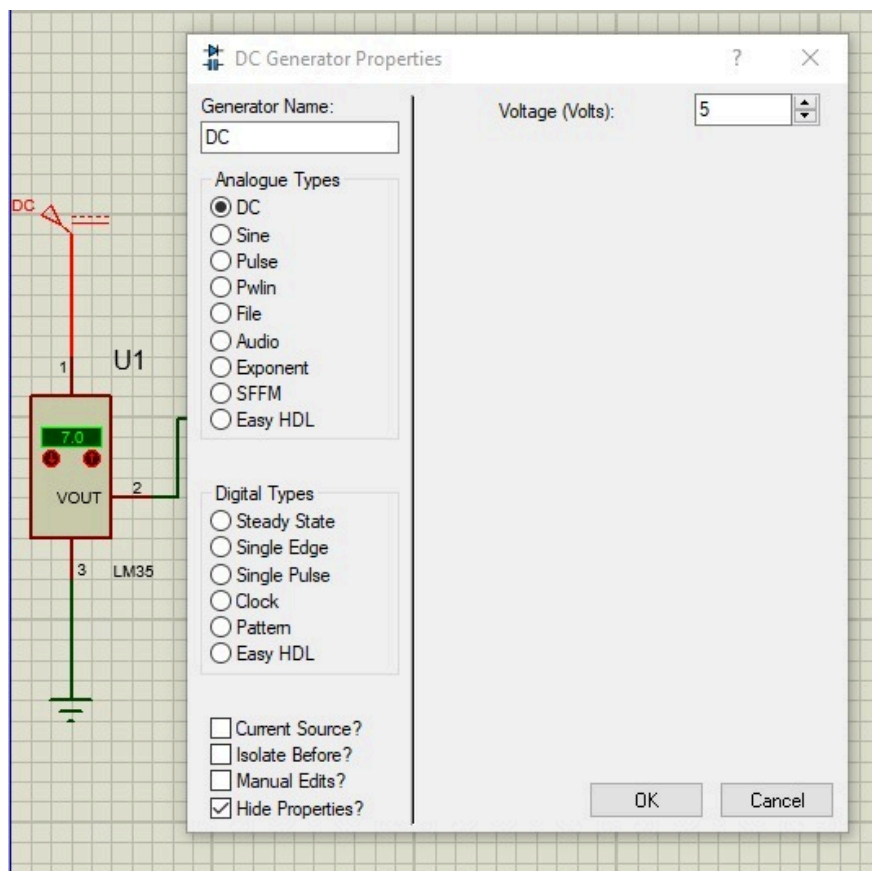 DC Generator Properties
?
Generator Name:
DC
Voltage (Volts):
5
Analogue Types
DC
Sine
Pulse
Pwlin
File
Audio
Exponent
SFFM
Easy HDL
Digital Types
Steady State
Single Edge
Single Pulse
Clock
Pattern
Easy HDL
Current Source?
Isolate Before?
Manual Edits?
Hide Properties?
OK
Cancel
DC
1
U1
7.0
VOUT
2
3
LM35